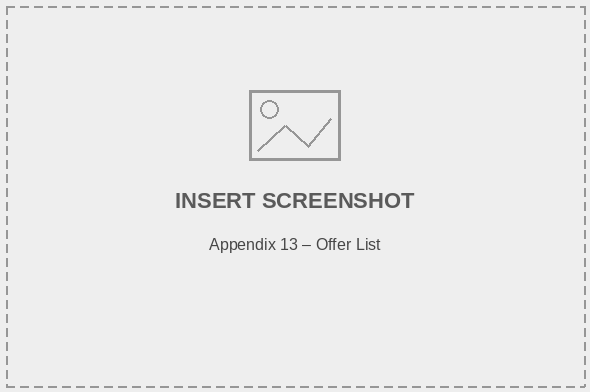 INSERT SCREENSHOT
Appendix 13 – Offer List